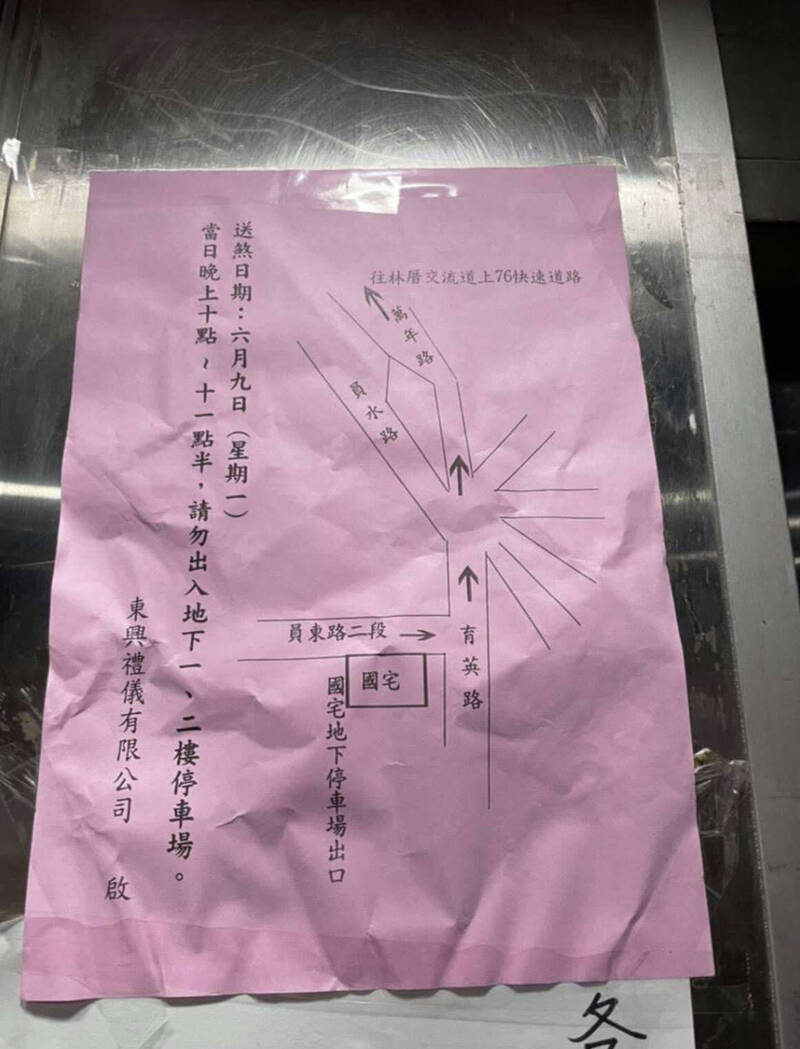 送煞日期：六月九日（星期一）
當日晚上十點～十一點半，請勿出入地下一、二樓停車場。
東興禮儀有限公司 啟
往林厝交流道上76快速道路
萬年路
員水路
員東路二段
育英路
國宅
國宅地下停車場出口
各